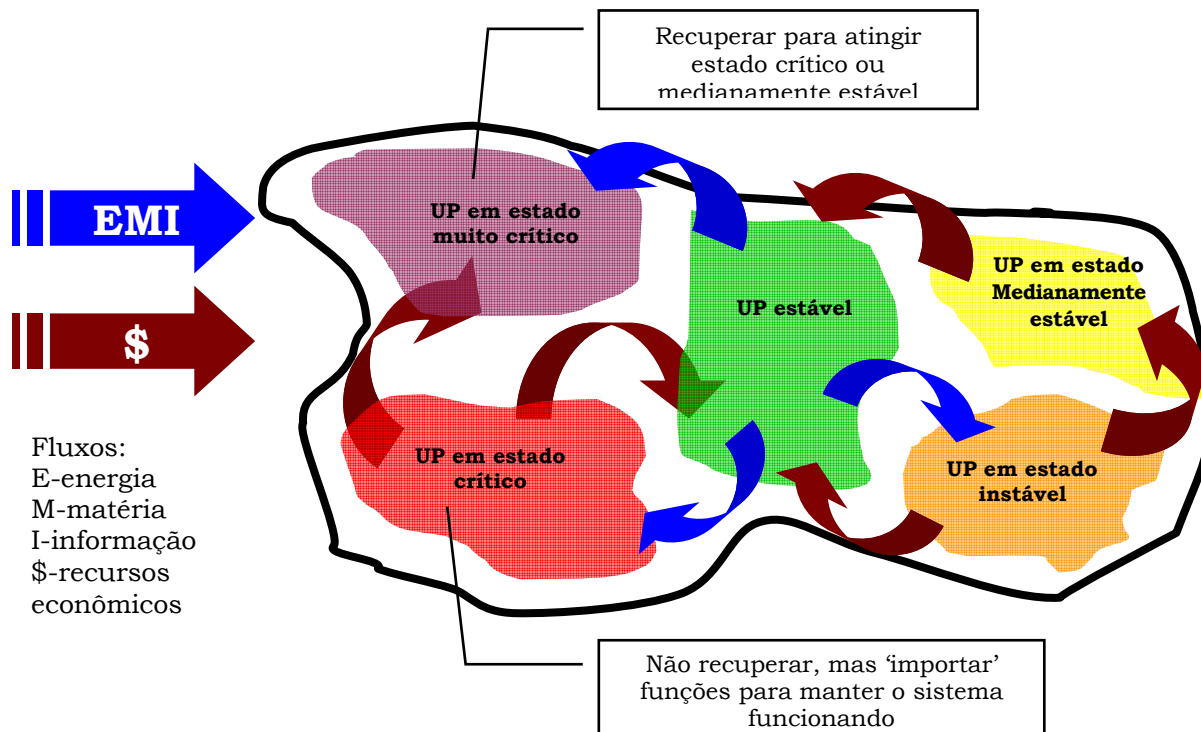 Recuperar para atingir
estado crítico ou
medianamente estável
EMI
$
UP em estado
muito crítico
UP estável
UP em estado
Medianamente
estável
UP em estado
crítico
UP em estado
instável
Fluxos:
E-energia
M-matéria
I-informação
$-recursos
econômicos
Não recuperar, mas ‘importar’
funções para manter o sistema
funcionando